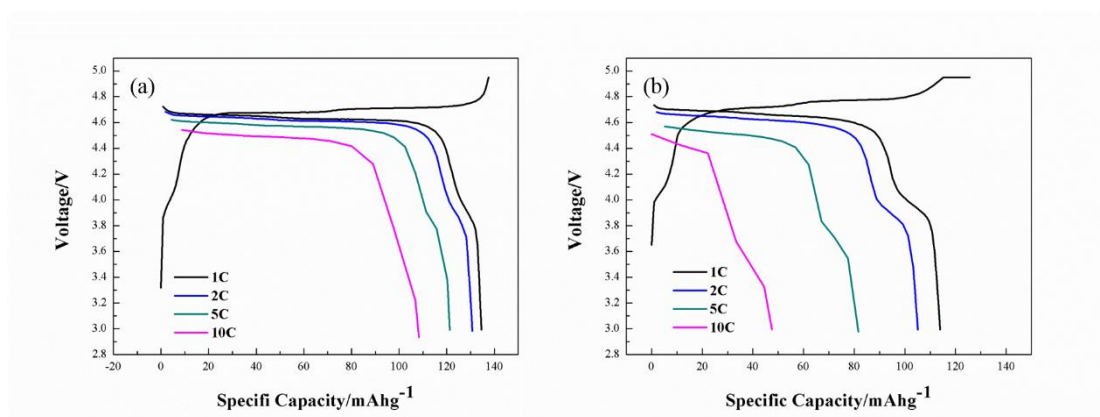 (a)
5.0
4.8
4.6
4.4
4.2
4.0
3.8
3.6
3.4
3.2
3.0
2.8
Voltage/V
1C
2C
5C
10C
-20 0 20 40 60 80 100 120 140
Specifi Capacity/mAhg-1
(b)
5.0
4.8
4.6
4.4
4.2
4.0
3.8
3.6
3.4
3.2
3.0
2.8
Voltage/V
1C
2C
5C
10C
0 20 40 60 80 100 120 140
Specific Capacity/mAhg-1